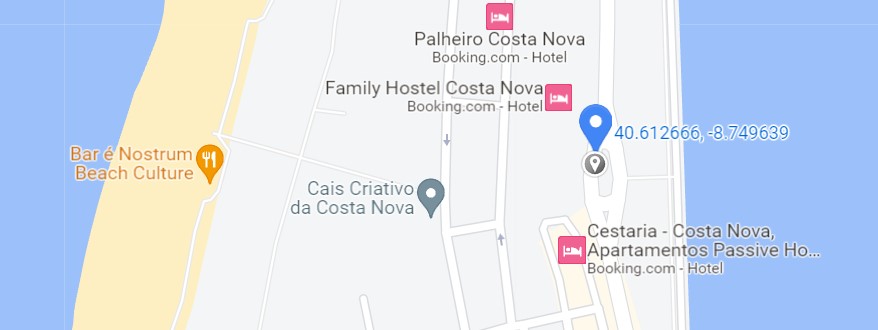 Palheiro Costa Nova
Booking.com - Hotel
Family Hostel Costa Nova
Booking.com - Hotel
40.612666, -8.749639
Bar é Nostrum
Beach Culture
Cais Criativo
da Costa Nova
Cestaria - Costa Nova,
Apartamentos Passive Ho...
Booking.com - Hotel